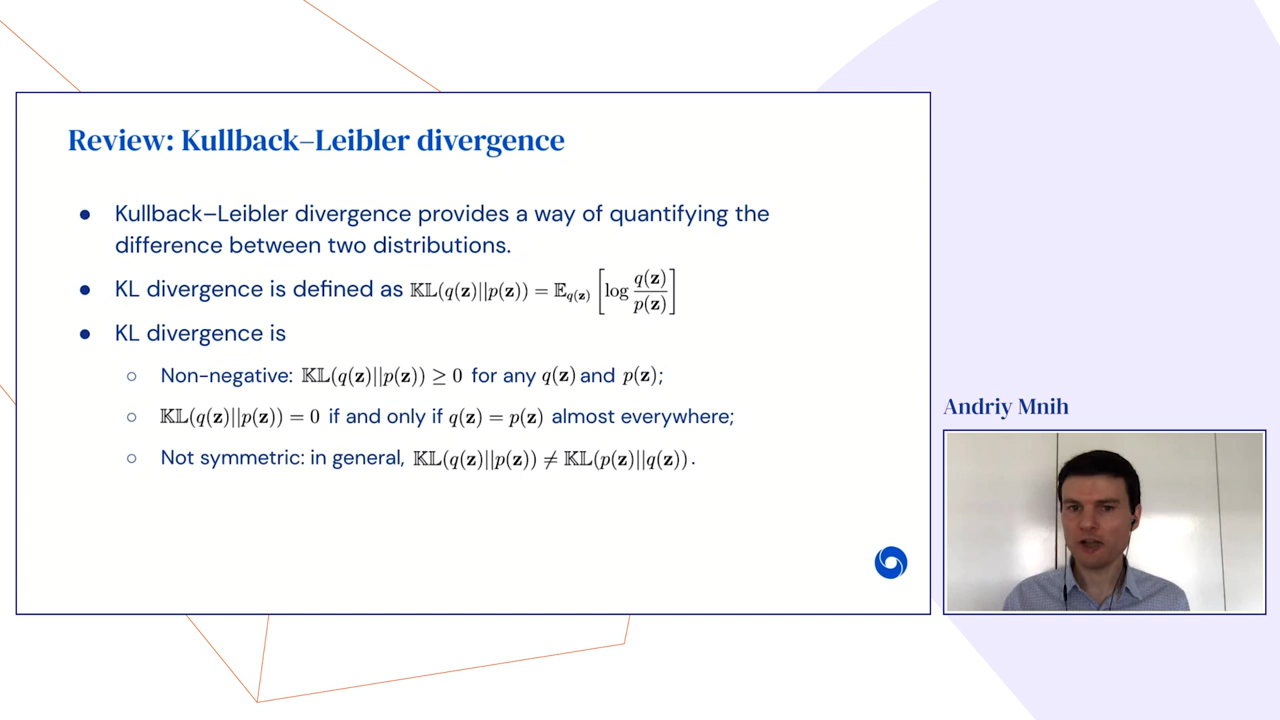 Review: Kullback–Leibler divergence
● Kullback–Leibler divergence provides a way of quantifying the
difference between two distributions.
● KL divergence is defined as 𝕂𝕃(q(𝐳)||p(𝐳)) = 𝔼_{q(𝐳)} [log q(𝐳)/p(𝐳)]
● KL divergence is
○ Non-negative: 𝕂𝕃(q(𝐳)||p(𝐳)) ≥ 0 for any q(𝐳) and p(𝐳);
○ 𝕂𝕃(q(𝐳)||p(𝐳)) = 0 if and only if q(𝐳) = p(𝐳) almost everywhere;
○ Not symmetric: in general, 𝕂𝕃(q(𝐳)||p(𝐳)) ≠ 𝕂𝕃(p(𝐳)||q(𝐳)).
Andriy Mnih